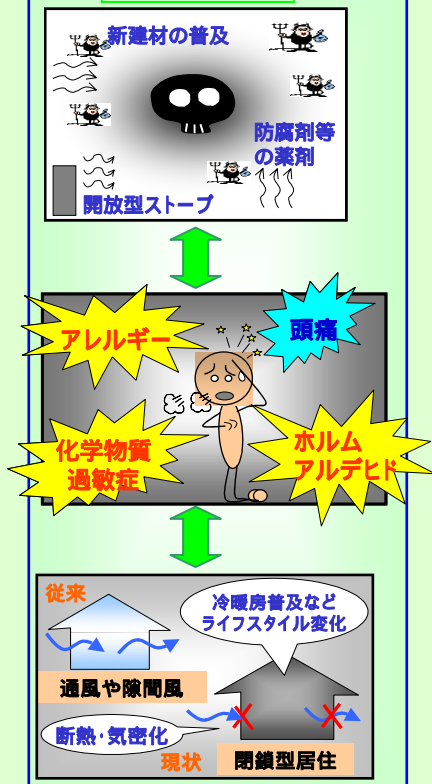 新建材の普及
防腐剤等
の薬剤
開放型ストーブ
アレルギー
頭痛
化学物質
過敏症
ホルム
アルデヒド
従来
冷暖房普及など
ライフスタイル変化
通風や隙間風
断熱・気密化
現状
閉鎖型居住